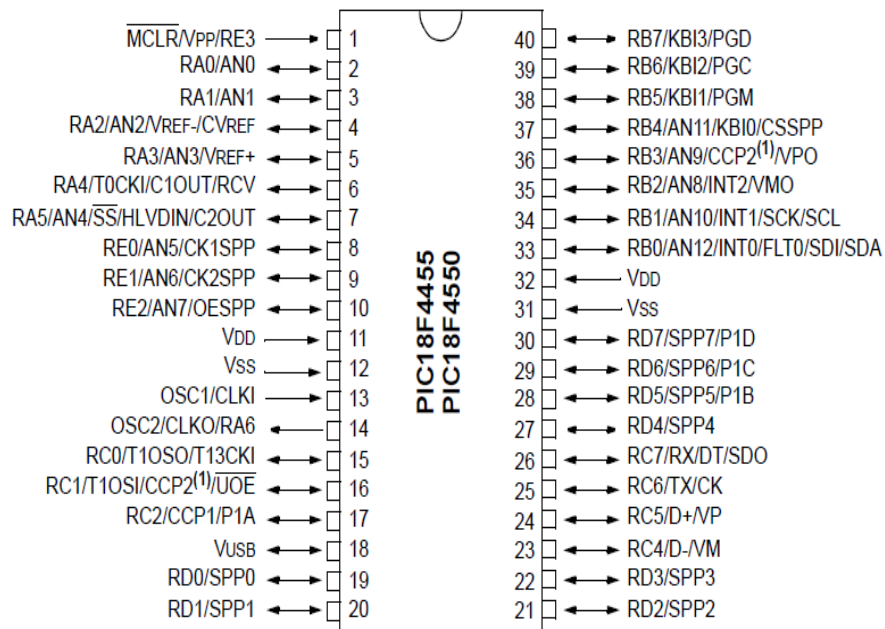 MCLR/VPP/RE3 1
RA0/AN0 2
RA1/AN1 3
RA2/AN2/VREF-/CVREF 4
RA3/AN3/VREF+ 5
RA4/T0CKI/C1OUT/RCV 6
RA5/AN4/SS/HLVDIN/C2OUT 7
RE0/AN5/CK1SPP 8
RE1/AN6/CK2SPP 9
RE2/AN7/OESPP 10
VDD 11
VSS 12
OSC1/CLKI 13
OSC2/CLKO/RA6 14
RC0/T1OSO/T13CKI 15
RC1/T1OSI/CCP2(1)/UOE 16
RC2/CCP1/P1A 17
VUSB 18
RD0/SPP0 19
RD1/SPP1 20
PIC18F4455
PIC18F4550
40 RB7/KBI3/PGD
39 RB6/KBI2/PGC
38 RB5/KBI1/PGM
37 RB4/AN11/KBI0/CSSPP
36 RB3/AN9/CCP2(1)/VPO
35 RB2/AN8/INT2/VMO
34 RB1/AN10/INT1/SCK/SCL
33 RB0/AN12/INT0/FLT0/SDI/SDA
32 VDD
31 VSS
30 RD7/SPP7/P1D
29 RD6/SPP6/P1C
28 RD5/SPP5/P1B
27 RD4/SPP4
26 RC7/RX/DT/SDO
25 RC6/TX/CK
24 RC5/D+/VP
23 RC4/D-/VM
22 RD3/SPP3
21 RD2/SPP2